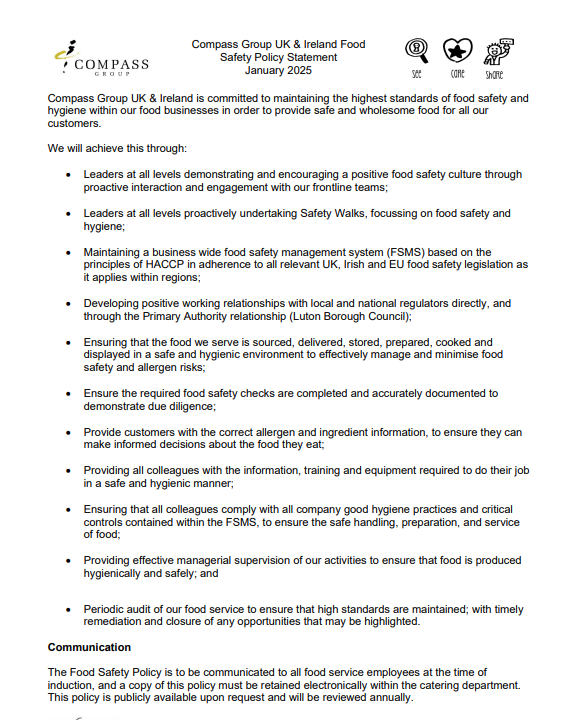 COMPASS
GROUP
Compass Group UK & Ireland Food
Safety Policy Statement
January 2025
SEE
CARE
SHARE
Compass Group UK & Ireland is committed to maintaining the highest standards of food safety and
hygiene within our food businesses in order to provide safe and wholesome food for all our
customers.
We will achieve this through:
• Leaders at all levels demonstrating and encouraging a positive food safety culture through
proactive interaction and engagement with our frontline teams;
• Leaders at all levels proactively undertaking Safety Walks, focussing on food safety and
hygiene;
• Maintaining a business wide food safety management system (FSMS) based on the
principles of HACCP in adherence to all relevant UK, Irish and EU food safety legislation as
it applies within regions;
• Developing positive working relationships with local and national regulators directly, and
through the Primary Authority relationship (Luton Borough Council);
• Ensuring that the food we serve is sourced, delivered, stored, prepared, cooked and
displayed in a safe and hygienic environment to effectively manage and minimise food
safety and allergen risks;
• Ensure the required food safety checks are completed and accurately documented to
demonstrate due diligence;
• Provide customers with the correct allergen and ingredient information, to ensure they can
make informed decisions about the food they eat;
• Providing all colleagues with the information, training and equipment required to do their job
in a safe and hygienic manner;
• Ensuring that all colleagues comply with all company good hygiene practices and critical
controls contained within the FSMS, to ensure the safe handling, preparation, and service
of food;
• Providing effective managerial supervision of our activities to ensure that food is produced
hygienically and safely; and
• Periodic audit of our food service to ensure that high standards are maintained; with timely
remediation and closure of any opportunities that may be highlighted.
Communication
The Food Safety Policy is to be communicated to all food service employees at the time of
induction, and a copy of this policy must be retained electronically within the catering department.
This policy is publicly available upon request and will be reviewed annually.